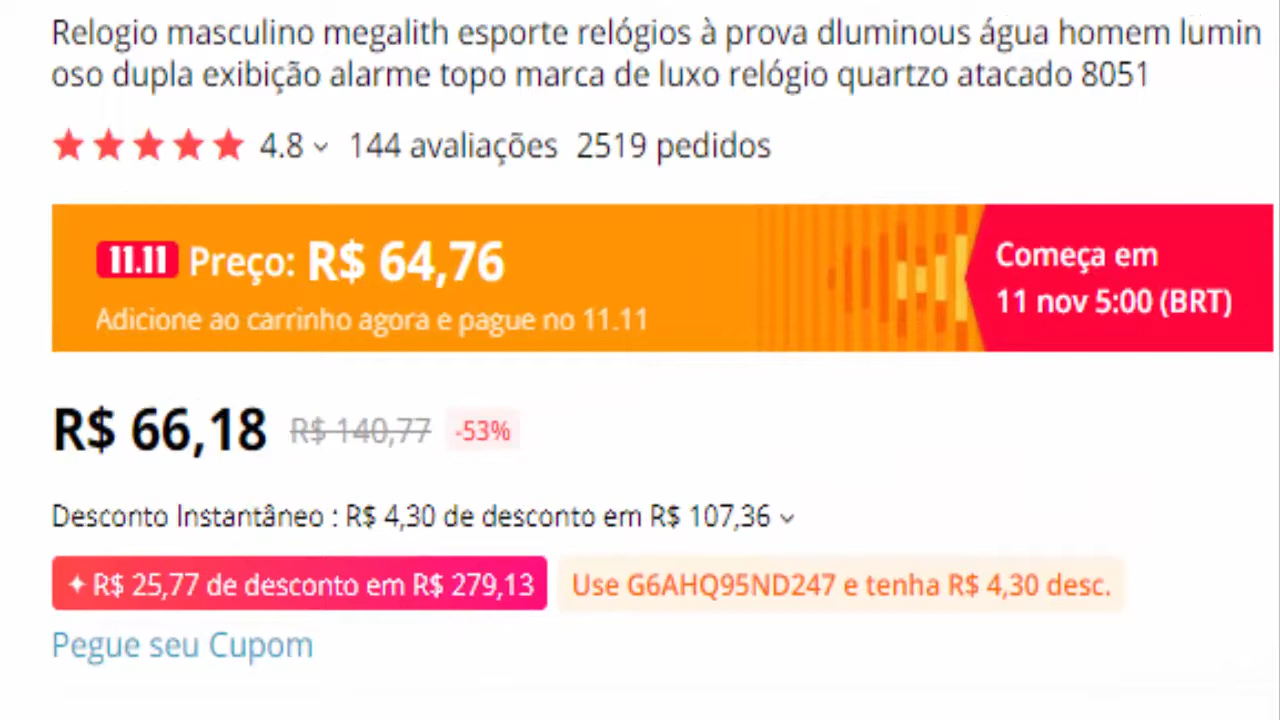 Relogio masculino megalith esporte relógios à prova dluminous água homem lumin
oso dupla exibição alarme topo marca de luxo relógio quartzo atacado 8051
4.8 144 avaliações 2519 pedidos
11.11 Preço: R$ 64,76
Adicione ao carrinho agora e pague no 11.11
Começa em
11 nov 5:00 (BRT)
R$ 66,18 R$ 140,77 -53%
Desconto Instantâneo : R$ 4,30 de desconto em R$ 107,36
R$ 25,77 de desconto em R$ 279,13 Use G6AHQ95ND247 e tenha R$ 4,30 desc.
Pegue seu Cupom